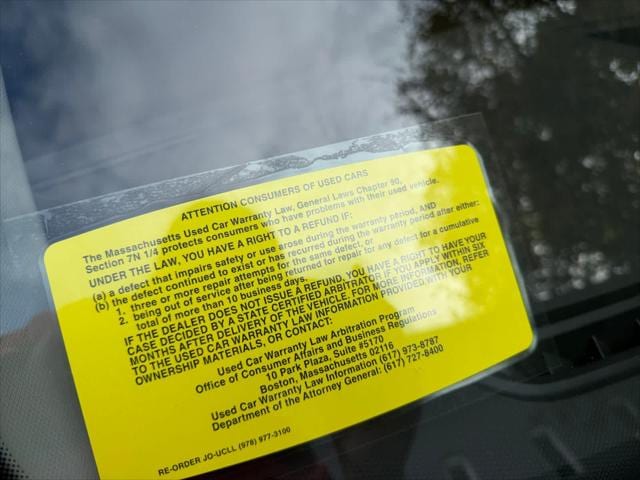 ATTENTION CONSUMERS OF USED CARS
The Massachusetts Used Car Warranty Law, General Laws Chapter 90,
Section 7N 1/4 protects consumers who have problems with their used vehicle.
UNDER THE LAW, YOU HAVE A RIGHT TO A REFUND IF:
(a) a defect that impairs safety or use arose during the warranty period, AND
(b) the defect continued to exist or has recurred during the warranty period after either:
1. three or more repair attempts for the same defect, or
2. being out of service after being returned for repair for any defect for a cumulative
total of more than 10 business days.
IF THE DEALER DOES NOT ISSUE A REFUND, YOU HAVE A RIGHT TO HAVE YOUR
CASE DECIDED BY A STATE CERTIFIED ARBITRATOR IF YOU APPLY WITHIN SIX
MONTHS AFTER DELIVERY OF THE VEHICLE. FOR MORE INFORMATION, REFER
TO THE USED CAR WARRANTY LAW INFORMATION PROVIDED WITH YOUR
OWNERSHIP MATERIALS, OR CONTACT:
Used Car Warranty Law Arbitration Program
Office of Consumer Affairs and Business Regulations
10 Park Plaza, Suite #5170
Boston, Massachusetts 02116
Used Car Warranty Law Information (617) 973-8787
Department of the Attorney General: (617) 727-8400
RE-ORDER JO-UCLL (978) 977-3100